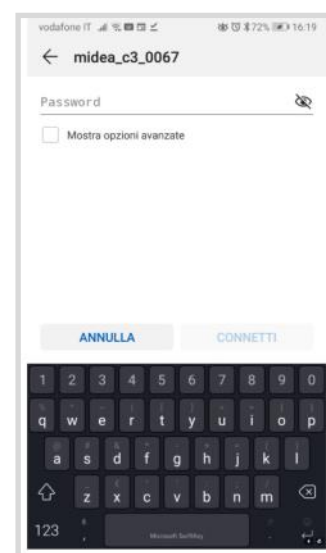 vodafone IT 72% 16:19
← midea_c3_0067
Password
Mostra opzioni avanzate
ANNULLA CONNETTI
1 2 3 4 5 6 7 8 9 0
q w e r t y u i o p
a s d f g h j k l
z x c v b n m
123 , Microsoft SwiftKey .